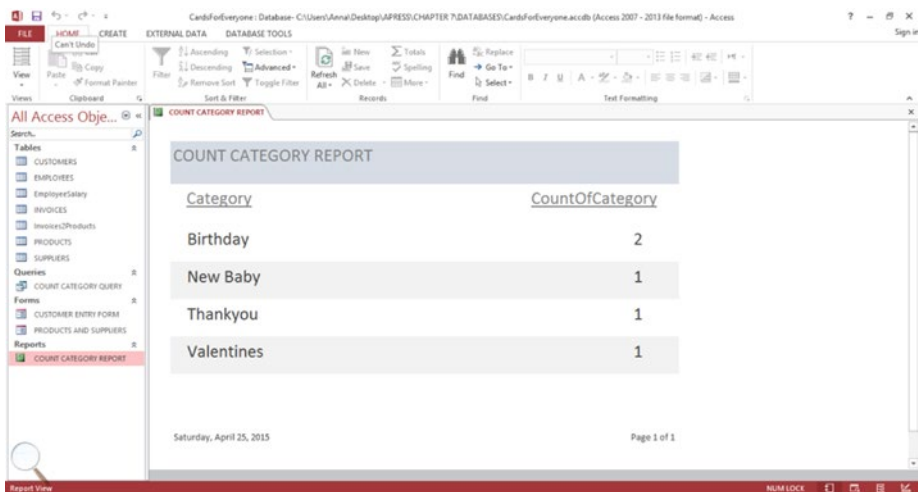 CardsForEveryone : Database- C:\Users\Anna\Desktop\APRESS\CHAPTER 7\DATABASES\CardsForEveryone.accdb (Access 2007 - 2013 file format) - Access
Sign in
FILE HOME CREATE EXTERNAL DATA DATABASE TOOLS
Can't Undo
View
Paste
Copy
Format Painter
Filter
Ascending
Descending
Remove Sort
Selection
Advanced
Toggle Filter
Refresh All
New
Save
Delete
Totals
Spelling
More
Find
Replace
Go To
Select
B I U A
Views Clipboard Sort & Filter Records Find Text Formatting
All Access Obje...
Search..
Tables
CUSTOMERS
EMPLOYEES
EmployeeSalary
INVOICES
Invoices2Products
PRODUCTS
SUPPLIERS
Queries
COUNT CATEGORY QUERY
Forms
CUSTOMER ENTRY FORM
PRODUCTS AND SUPPLIERS
Reports
COUNT CATEGORY REPORT
COUNT CATEGORY REPORT
COUNT CATEGORY REPORT
Category CountOfCategory
Birthday 2
New Baby 1
Thankyou 1
Valentines 1
Saturday, April 25, 2015 Page 1 of 1
Report View NUM LOCK